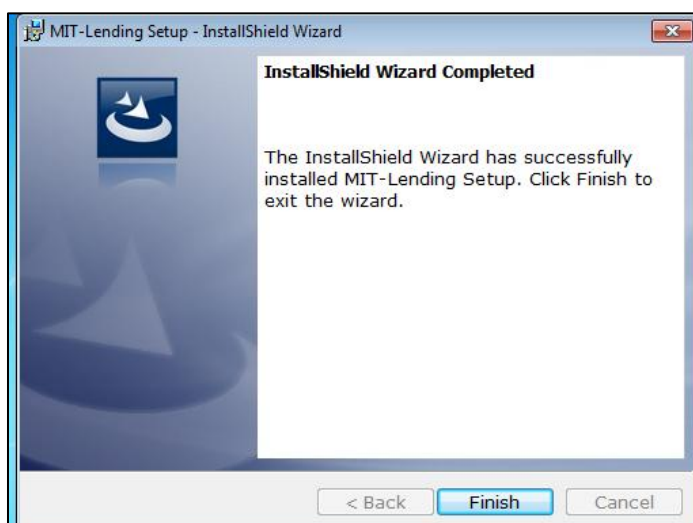 MIT-Lending Setup - InstallShield Wizard
InstallShield Wizard Completed
The InstallShield Wizard has successfully
installed MIT-Lending Setup. Click Finish to
exit the wizard.
< Back
Finish
Cancel